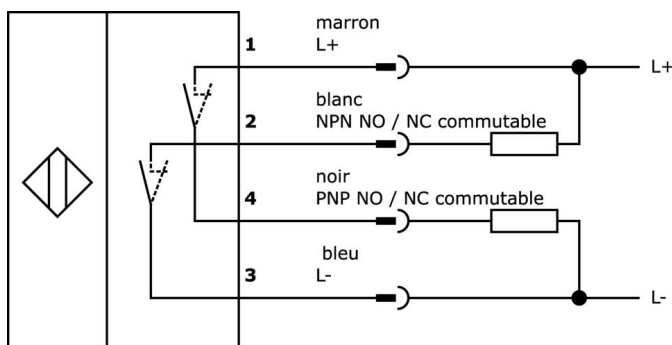 marron
1 L+
L+
blanc
2 NPN NO / NC commutable
noir
4 PNP NO / NC commutable
bleu
3 L-
L-